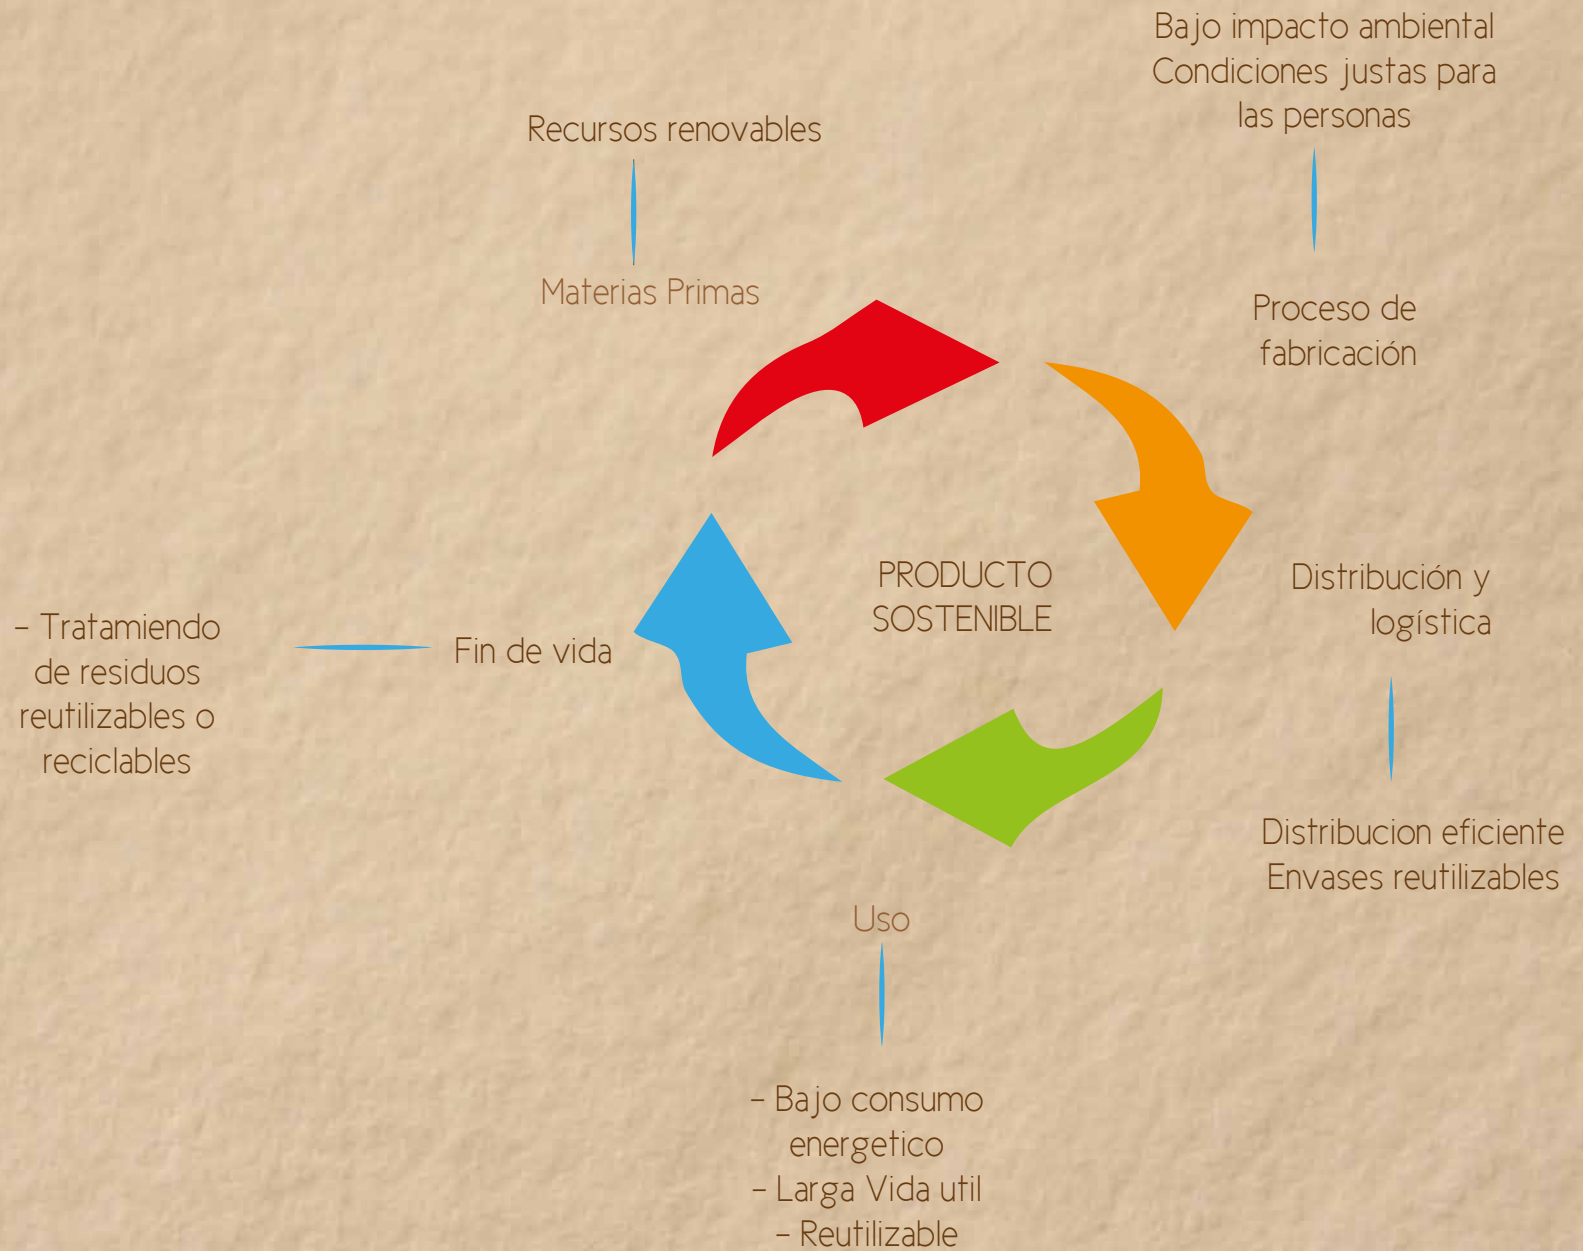 Bajo impacto ambiental
Condiciones justas para
las personas
Recursos renovables
Materias Primas
Proceso de
fabricación
PRODUCTO
SOSTENIBLE
Distribución y
logística
- Tratamiendo
de residuos
reutilizables o
reciclables
Fin de vida
Distribucion eficiente
Envases reutilizables
Uso
- Bajo consumo
energetico
- Larga Vida util
- Reutilizable